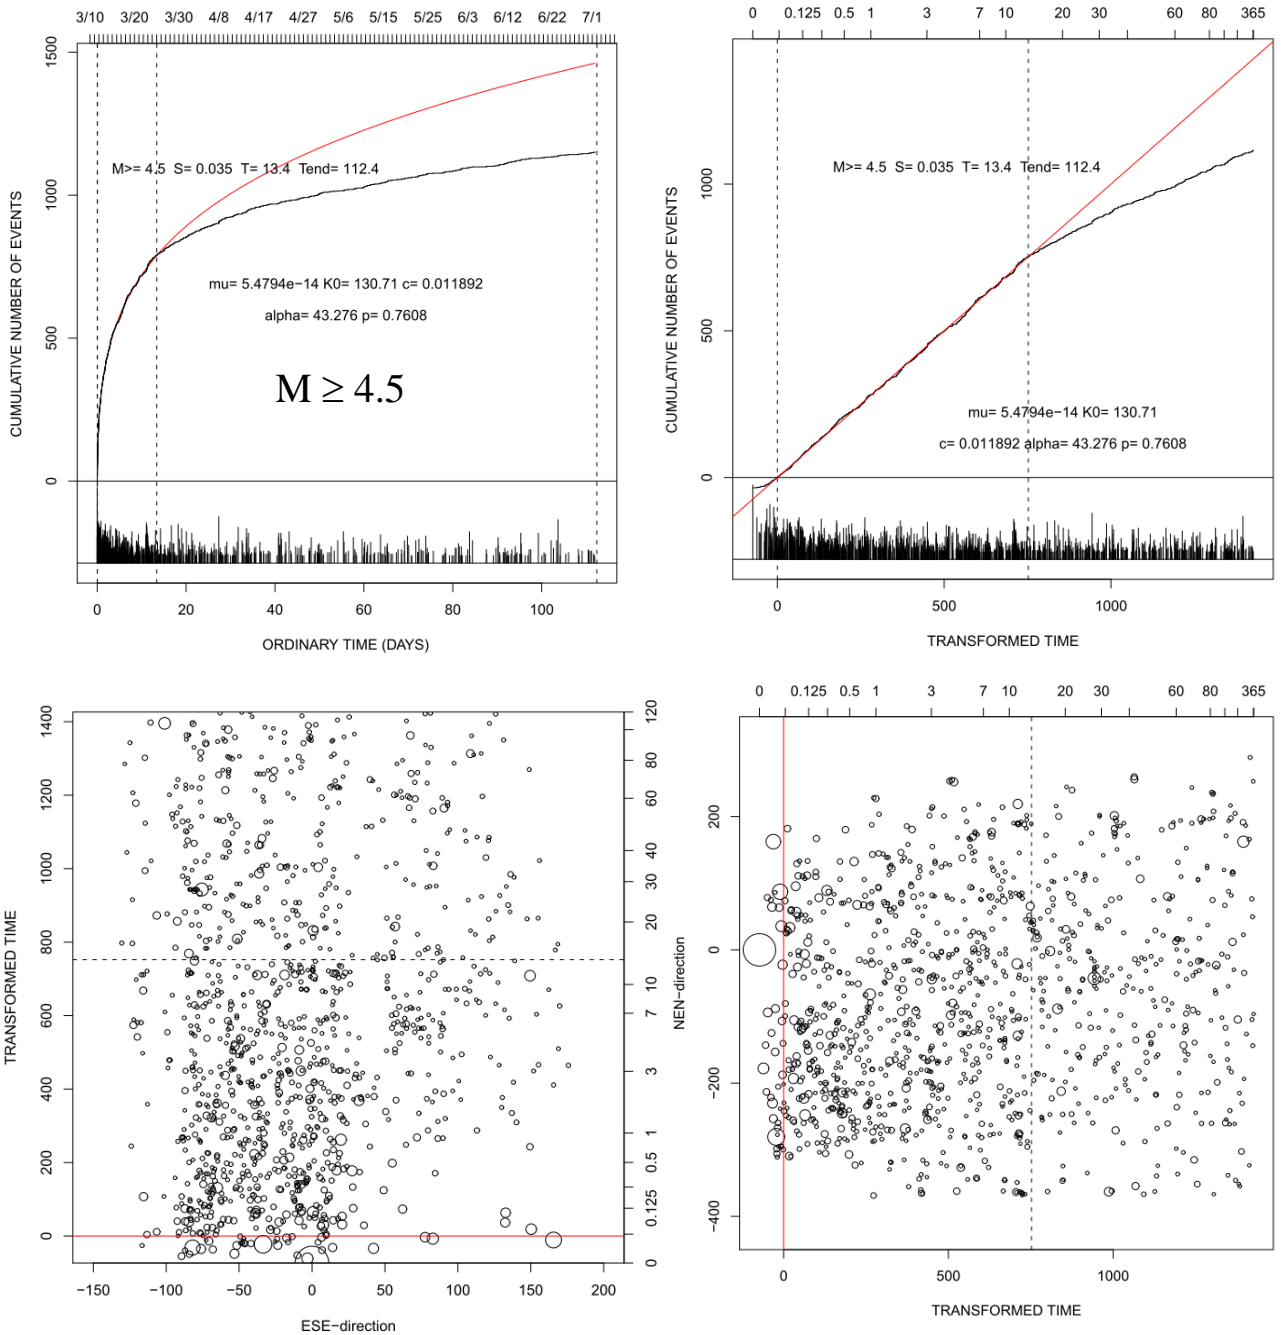 3/10 3/20 3/30 4/8 4/17 4/27 5/6 5/15 5/25 6/3 6/12 6/22 7/1
1500
1000
500
0
CUMULATIVE NUMBER OF EVENTS
M>= 4.5 S= 0.035 T= 13.4 Tend= 112.4
mu= 5.4794e−14 K0= 130.71 c= 0.011892
alpha= 43.276 p= 0.7608
M ≥ 4.5
0 20 40 60 80 100
ORDINARY TIME (DAYS)
0 0.125 0.5 1 3 7 10 20 30 60 80 365
1000
500
0
CUMULATIVE NUMBER OF EVENTS
M>= 4.5 S= 0.035 T= 13.4 Tend= 112.4
mu= 5.4794e−14 K0= 130.71
c= 0.011892 alpha= 43.276 p= 0.7608
0 500 1000
TRANSFORMED TIME
1400
1200
1000
800
600
400
200
0
TRANSFORMED TIME
120
80
60
40
30
20
10
7
3
1
0.5
0.125
0
−150 −100 −50 0 50 100 150 200
ESE−direction
0 0.125 0.5 1 3 7 10 20 30 60 80 365
200
0
−200
−400
NEN−direction
0 500 1000
TRANSFORMED TIME